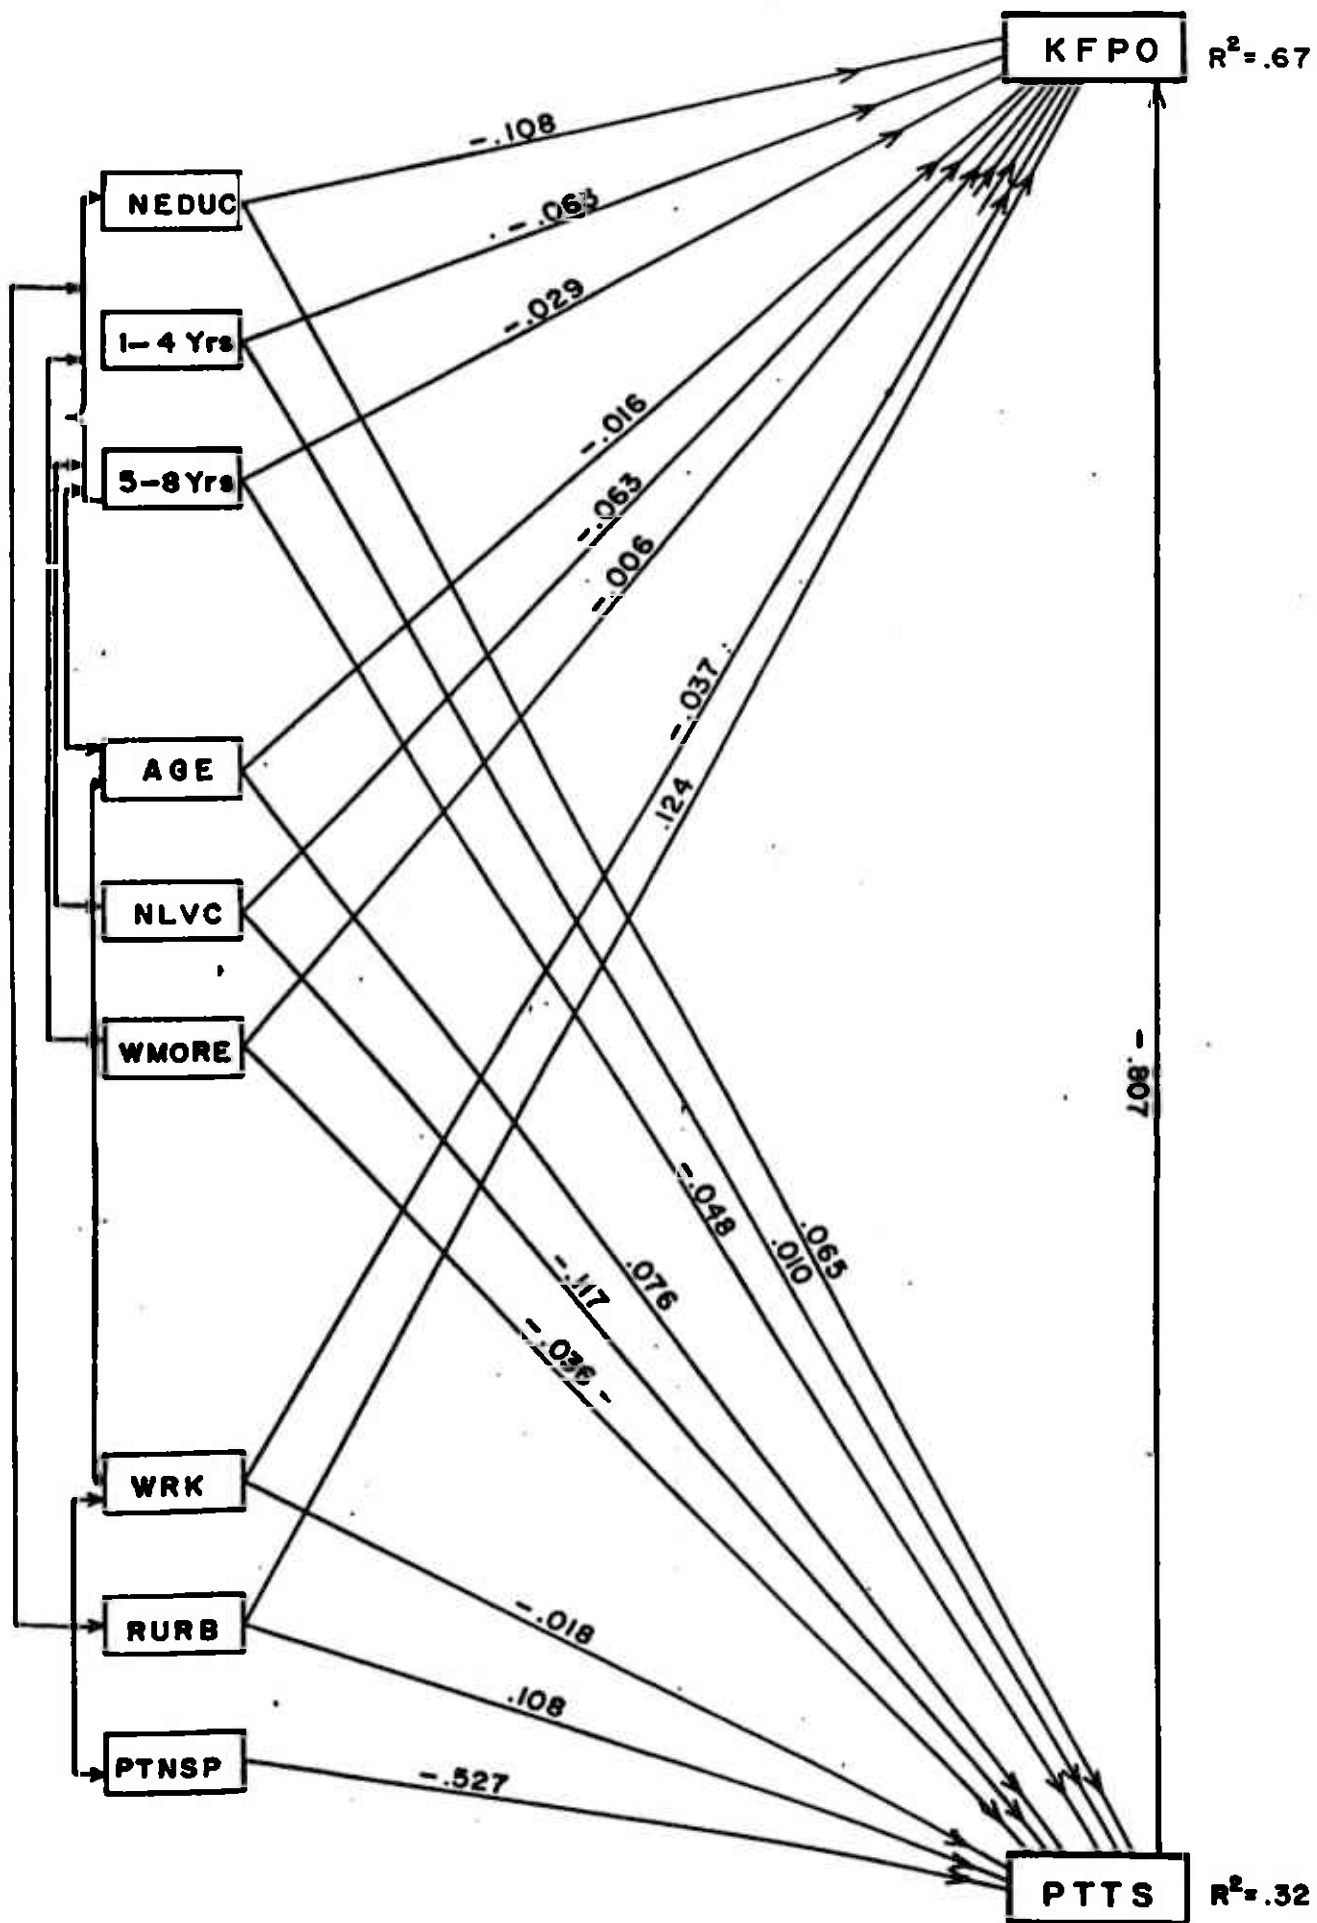 KFPO
R²=.67
-.108
NEDUC
-.063
-.029
1-4 Yrs
5-8 Yrs
-.016
-.063
-.006
-.037
.124
AGE
NLVC
WMORE
-.807
-.048
.010
.065
.076
-.117
-.036
WRK
-.018
RURB
.108
PTNSP
-.527
PTTS
R²=.32